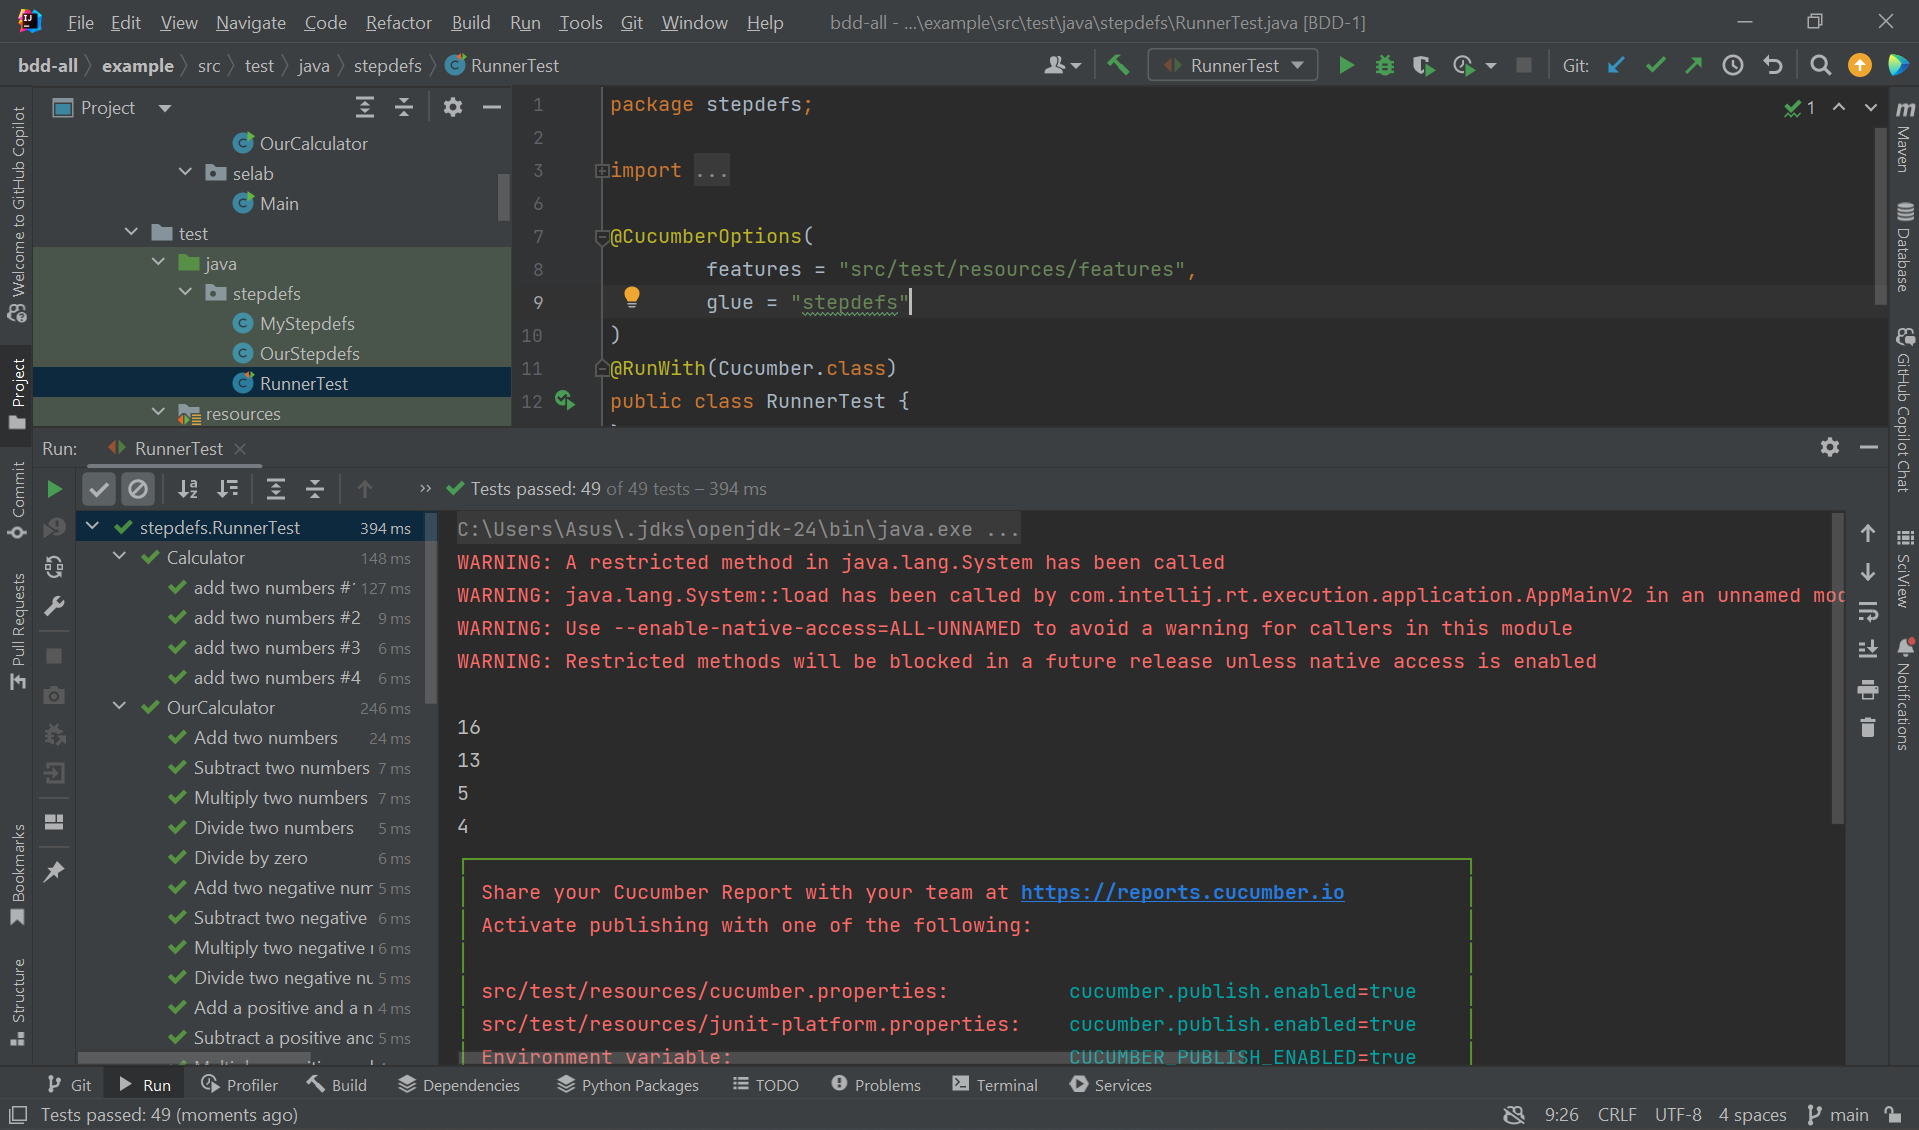 File Edit View Navigate Code Refactor Build Run Tools Git Window Help bdd-all - ...\example\src\test\java\stepdefs\RunnerTest.java [BDD-1]
bdd-all example src test java stepdefs RunnerTest RunnerTest Git:
Project
OurCalculator
selab
Main
test
java
stepdefs
MyStepdefs
OurStepdefs
RunnerTest
resources
1 package stepdefs;
2
3 import ...
6
7 @CucumberOptions(
8 features = "src/test/resources/features",
9 glue = "stepdefs"
10 )
11 @RunWith(Cucumber.class)
12 public class RunnerTest {
1
Welcome to GitHub Copilot
Project
Commit
Pull Requests
Bookmarks
Structure
Maven
Database
GitHub Copilot Chat
SciView
Notifications
Run: RunnerTest
Tests passed: 49 of 49 tests – 394 ms
stepdefs.RunnerTest 394 ms
Calculator 148 ms
add two numbers # 127 ms
add two numbers #2 9 ms
add two numbers #3 6 ms
add two numbers #4 6 ms
OurCalculator 246 ms
Add two numbers 24 ms
Subtract two numbers 7 ms
Multiply two numbers 7 ms
Divide two numbers 5 ms
Divide by zero 6 ms
Add two negative num 5 ms
Subtract two negative 6 ms
Multiply two negative 6 ms
Divide two negative nu 5 ms
Add a positive and a n 4 ms
Subtract a positive and 5 ms
C:\Users\Asus\.jdks\openjdk-24\bin\java.exe ...
WARNING: A restricted method in java.lang.System has been called
WARNING: java.lang.System::load has been called by com.intellij.rt.execution.application.AppMainV2 in an unnamed mod
WARNING: Use --enable-native-access=ALL-UNNAMED to avoid a warning for callers in this module
WARNING: Restricted methods will be blocked in a future release unless native access is enabled
16
13
5
4
Share your Cucumber Report with your team at https://reports.cucumber.io
Activate publishing with one of the following:
src/test/resources/cucumber.properties: cucumber.publish.enabled=true
src/test/resources/junit-platform.properties: cucumber.publish.enabled=true
Environment variable: CUCUMBER_PUBLISH_ENABLED=true
Git Run Profiler Build Dependencies Python Packages TODO Problems Terminal Services
Tests passed: 49 (moments ago) 9:26 CRLF UTF-8 4 spaces main